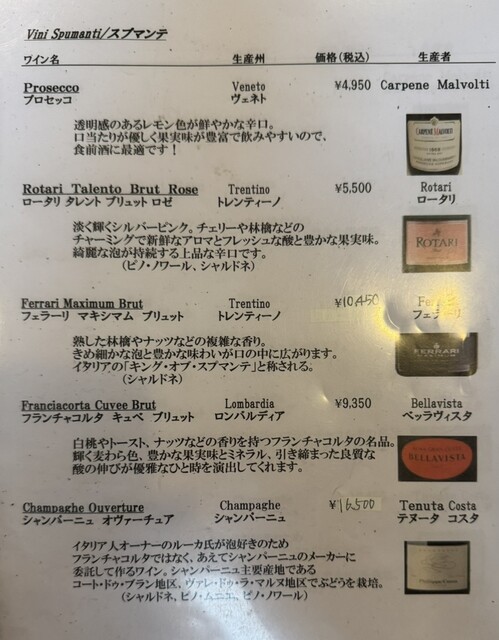 Vini Spumanti/スプマンテ
ワイン名 生産州 価格(税込) 生産者
Prosecco Veneto ¥4,950 Carpene Malvolti
プロセッコ ヴェネト
透明感のあるレモン色が鮮やかな辛口。
口当たりが優しく果実味が豊富で飲みやすいので、
食前酒に最適です！
CARPENÈ MALVOLTI
Rotari Talento Brut Rose Trentino ¥5,500 Rotari
ロータリ タレント ブリュット ロゼ トレンティーノ ロータリ
淡く輝くシルバーピンク。チェリーや林檎などの
チャーミングで新鮮なアロマとフレッシュな酸と豊かな果実味。
綺麗な泡が持続する上品な辛口です。
(ピノ・ノワール、シャルドネ)
ROTARI
Ferrari Maximum Brut Trentino ¥10,450
フェラーリ マキシマム ブリュット トレンティーノ フェラーリ
熟した林檎やナッツなどの複雑な香り。
きめ細かな泡と豊かな味わいが口の中に広がります。
イタリアの「キング・オブ・スプマンテ」と称される。
(シャルドネ)
FERRARI
Franciacorta Cuvee Brut Lombardia ¥9,350 Bellavista
フランチャコルタ キュベ ブリュット ロンバルディア ベッラヴィスタ
白桃やトースト、ナッツなどの香りを持つフランチャコルタの名品。
輝く麦わら色、豊かな果実味とミネラル、引き締まった良質な
酸の伸びが優雅なひと時を演出してくれます。
BELLAVISTA
Champaghe Ouverture Champaghe ¥16500 Tenuta Costa
シャンパーニュ オヴァーチュア シャンパーニュ テヌータ コスタ
イタリア人オーナーのルーカ氏が泡好きのため
フランチャコルタではなく、あえてシャンパーニュのメーカーに
委託して作るワイン。シャンパーニュ主要産地である
コート・ドゥ・ブラン地区、ヴァレ・ドゥ・ラ・マルヌ地区でぶどうを栽培。
(シャルドネ、ピノ・ムニエ、ピノ・ノワール)